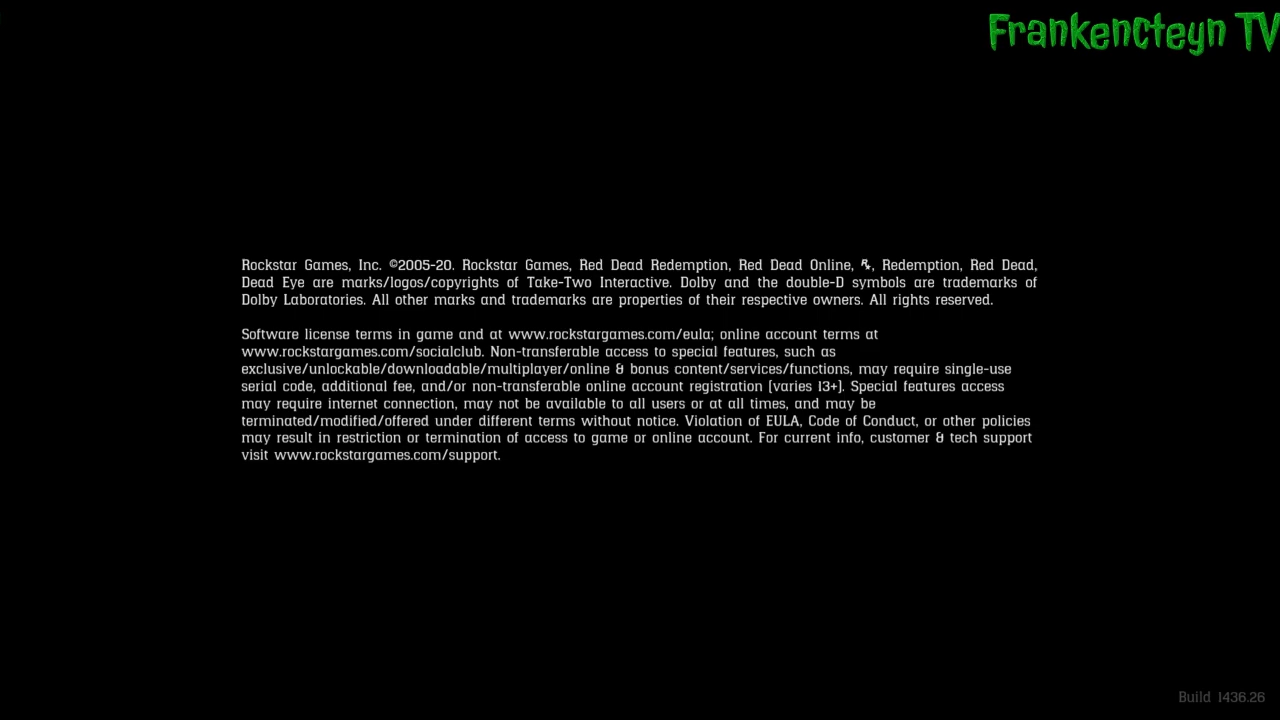 Frankencteyn TV
Rockstar Games, Inc. ©2005-20. Rockstar Games, Red Dead Redemption, Red Dead Online, R★, Redemption, Red Dead,
Dead Eye are marks/logos/copyrights of Take-Two Interactive. Dolby and the double-D symbols are trademarks of
Dolby Laboratories. All other marks and trademarks are properties of their respective owners. All rights reserved.
Software license terms in game and at www.rockstargames.com/eula; online account terms at
www.rockstargames.com/socialclub. Non-transferable access to special features, such as
exclusive/unlockable/downloadable/multiplayer/online & bonus content/services/functions, may require single-use
serial code, additional fee, and/or non-transferable online account registration (varies 13+). Special features access
may require internet connection, may not be available to all users or at all times, and may be
terminated/modified/offered under different terms without notice. Violation of EULA, Code of Conduct, or other policies
may result in restriction or termination of access to game or online account. For current info, customer & tech support
visit www.rockstargames.com/support.
Build 1436.26